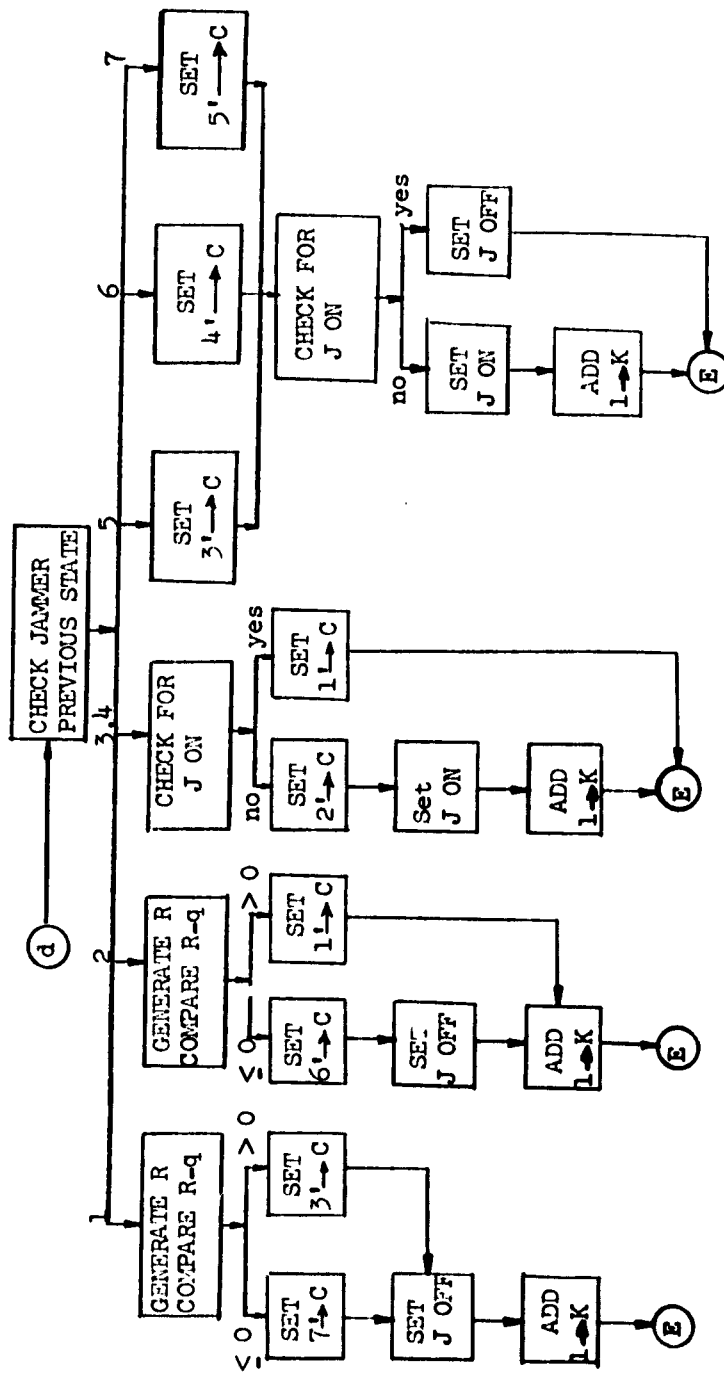 d
CHECK JAMMER
PREVIOUS STATE
1
2
3,4
5
6
7
GENERATE R
COMPARE R-q
≤ 0
> 0
SET
7'→C
SET
3'→C
SET
J OFF
ADD
1→K
E
GENERATE R
COMPARE R-q
≤ 0
> 0
SET
6'→C
SET
1'→C
SET
J OFF
ADD
1→K
E
CHECK FOR
J ON
no
yes
SET
2'→C
SET
1'→C
Set
J ON
ADD
1→K
E
SET
3'→C
SET
4'→C
SET
5'→C
CHECK FOR
J ON
no
yes
SET
J ON
SET
J OFF
ADD
1→K
E